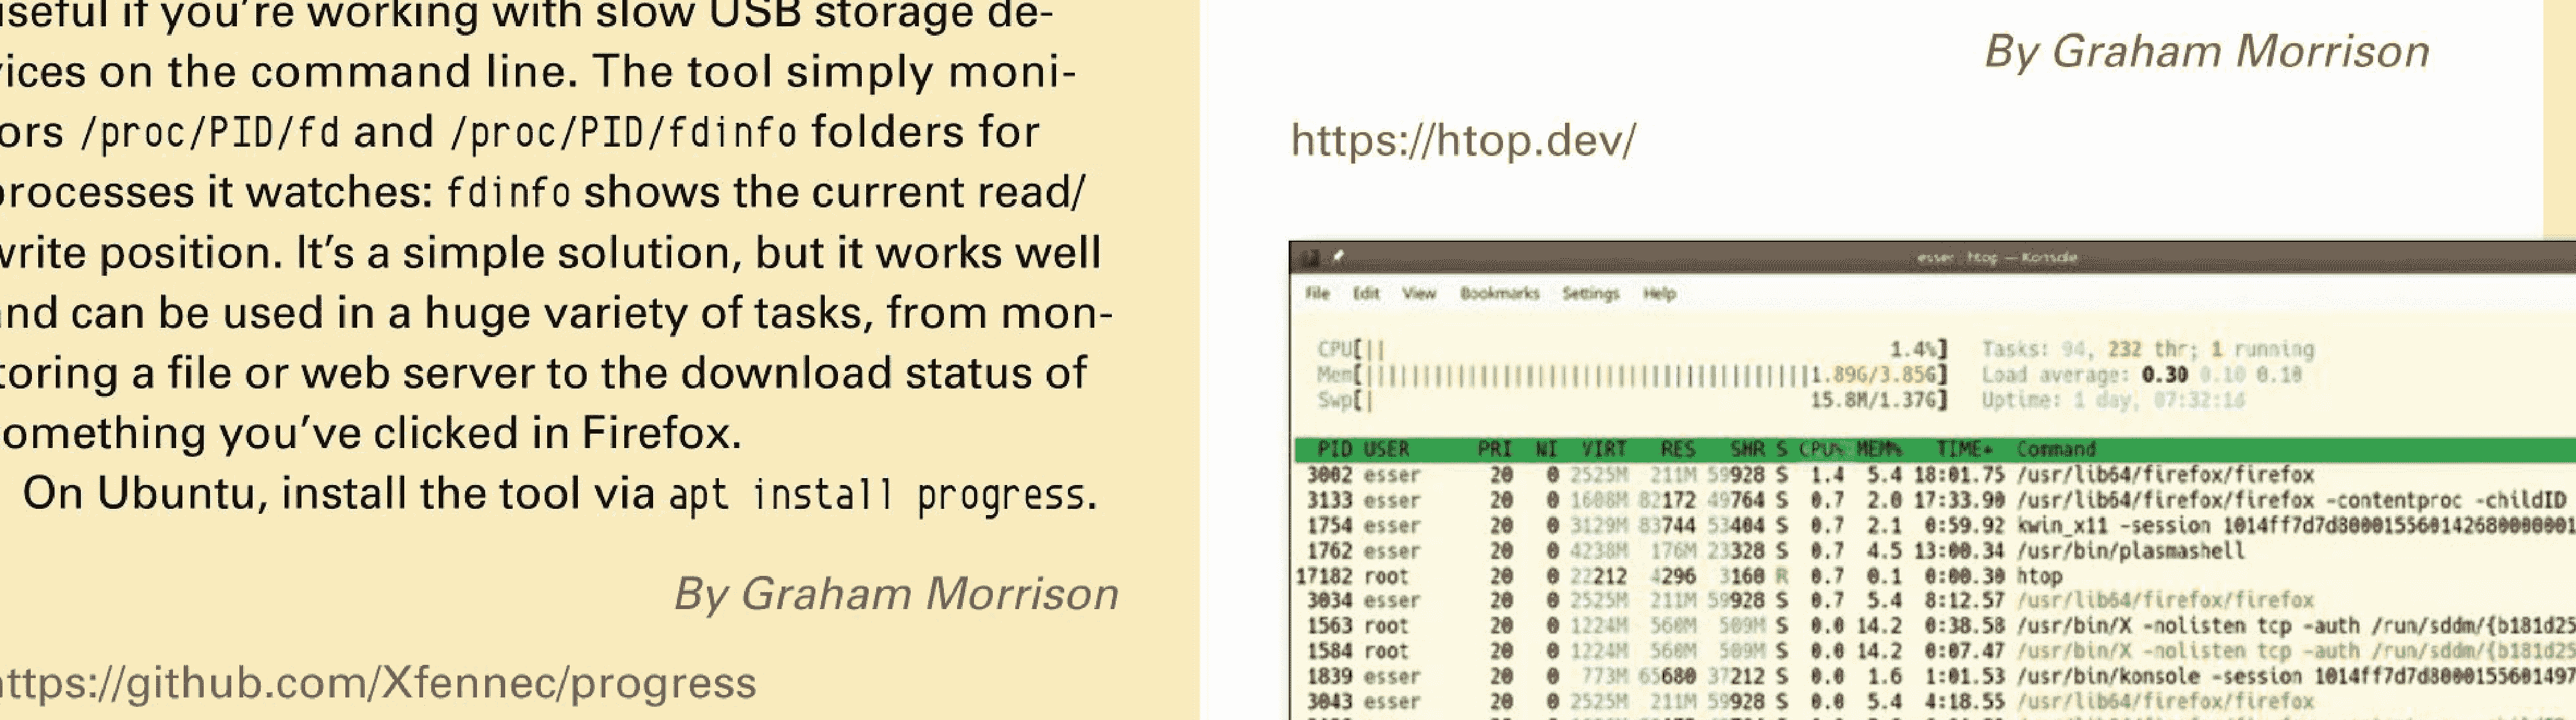 useful if you're working with slow USB storage de-
vices on the command line. The tool simply moni-
ors /proc/PID/fd and /proc/PID/fdinfo folders for
processes it watches: fdinfo shows the current read/
write position. It's a simple solution, but it works well
and can be used in a huge variety of tasks, from mon-
toring a file or web server to the download status of
omething you've clicked in Firefox.
On Ubuntu, install the tool via apt install progress.
By Graham Morrison
ttps://github.com/Xfennec/progress
By Graham Morrison
https://htop.dev/
esser : htop — Konsole
File Edit View Bookmarks Settings Help
CPU[|| 1.4%] Tasks: 94, 232 thr; 1 running
Mem[||||||||||||||||||||||||||||||||||||||||1.89G/3.85G] Load average: 0.30 0.10 0.10
Swp[| 15.8M/1.37G] Uptime: 1 day, 07:32:16
PID USER PRI NI VIRT RES SHR S CPU% MEM% TIME+ Command
3002 esser 20 0 2525M 211M 59928 S 1.4 5.4 18:01.75 /usr/lib64/firefox/firefox
3133 esser 20 0 1608M 82172 49764 S 0.7 2.0 17:33.90 /usr/lib64/firefox/firefox -contentproc -childID
1754 esser 20 0 3129M 83744 53404 S 0.7 2.1 0:59.92 kwin_x11 -session
1762 esser 20 0 4238M 176M 23328 S 0.7 4.5 13:00.34 /usr/bin/plasmashell
17182 root 20 0 22212 4296 3160 R 0.7 0.1 0:00.30 htop
3034 esser 20 0 2525M 211M 59928 S 0.7 5.4 8:12.57 /usr/lib64/firefox/firefox
1563 root 20 0 1224M 560M 509M S 0.0 14.2 0:38.58 /usr/bin/X -nolisten tcp -auth /run/sddm/{b181d25
1584 root 20 0 1224M 560M 509M S 0.0 14.2 0:07.47 /usr/bin/X -nolisten tcp -auth /run/sddm/{b181d25
1839 esser 20 0 773M 65680 37212 S 0.0 1.6 1:01.53 /usr/bin/konsole -session
3043 esser 20 0 2525M 211M 59928 S 0.0 5.4 4:18.55 /usr/lib64/firefox/firefox